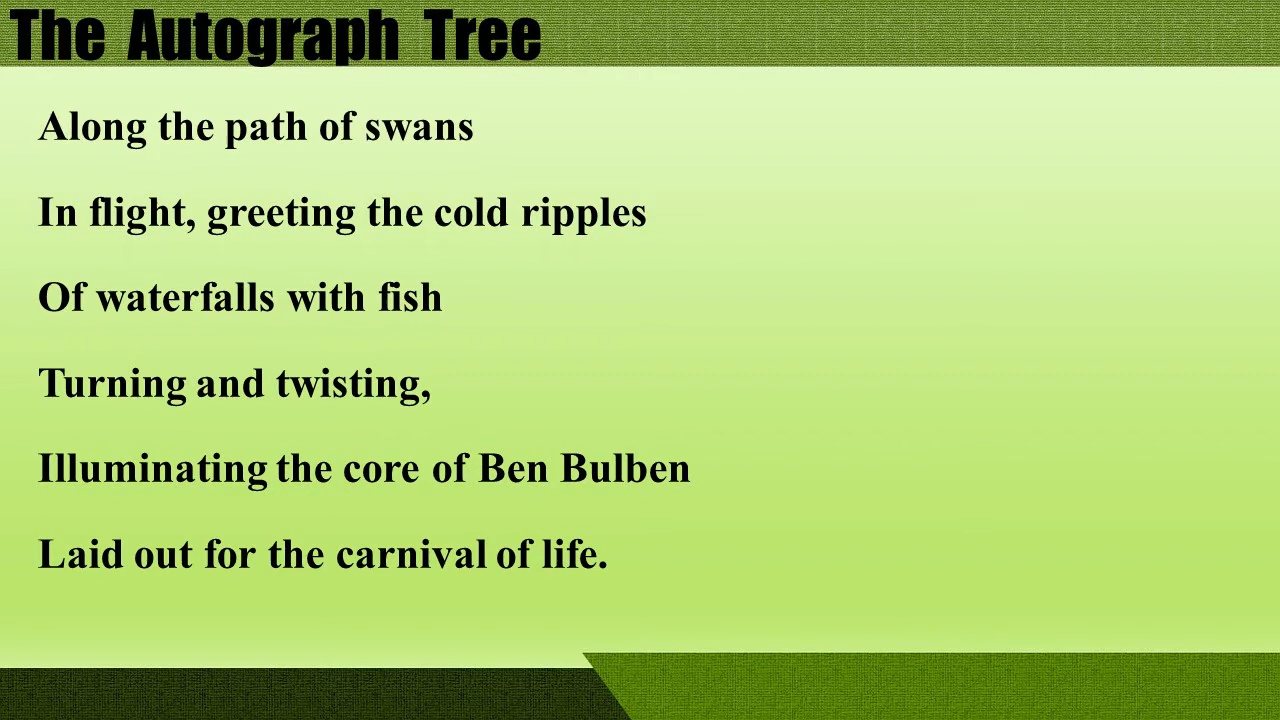 The Autograph Tree
Along the path of swans
In flight, greeting the cold ripples
Of waterfalls with fish
Turning and twisting,
Illuminating the core of Ben Bulben
Laid out for the carnival of life.